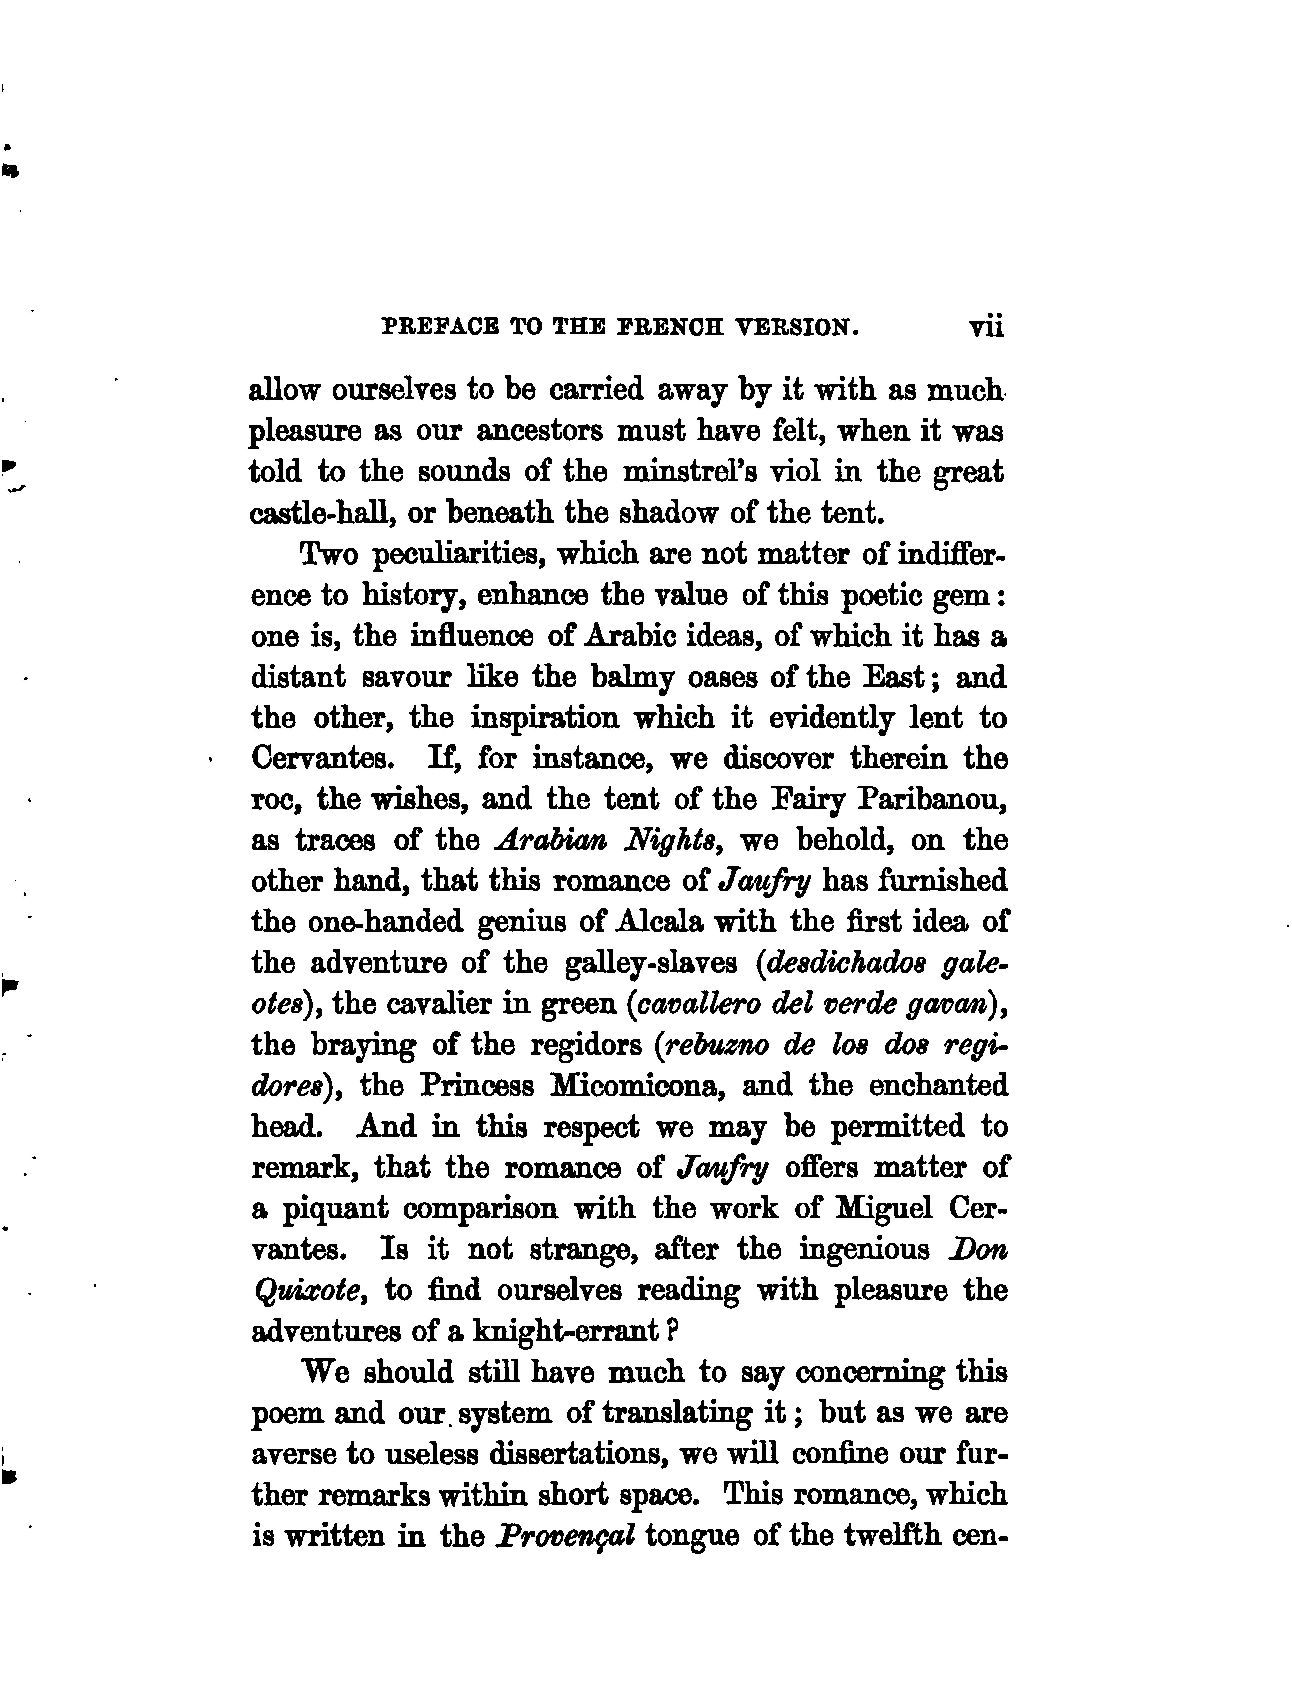 PREFACE TO THE FRENCH VERSION. vii
allow ourselves to be carried away by it with as much
pleasure as our ancestors must have felt, when it was
told to the sounds of the minstrel's viol in the great
castle-hall, or beneath the shadow of the tent.
Two peculiarities, which are not matter of indiffer-
ence to history, enhance the value of this poetic gem:
one is, the influence of Arabic ideas, of which it has a
distant savour like the balmy oases of the East; and
the other, the inspiration which it evidently lent to
Cervantes. If, for instance, we discover therein the
roc, the wishes, and the tent of the Fairy Paribanou,
as traces of the Arabian Nights, we behold, on the
other hand, that this romance of Jaufry has furnished
the one-handed genius of Alcala with the first idea of
the adventure of the galley-slaves (desdichados gale-
otes), the cavalier in green (cavallero del verde gavan),
the braying of the regidors (rebuzno de los dos regi-
dores), the Princess Micomicona, and the enchanted
head. And in this respect we may be permitted to
remark, that the romance of Jaufry offers matter of
a piquant comparison with the work of Miguel Cer-
vantes. Is it not strange, after the ingenious Don
Quixote, to find ourselves reading with pleasure the
adventures of a knight-errant?
We should still have much to say concerning this
poem and our system of translating it; but as we are
averse to useless dissertations, we will confine our fur-
ther remarks within short space. This romance, which
is written in the Provençal tongue of the twelfth cen-